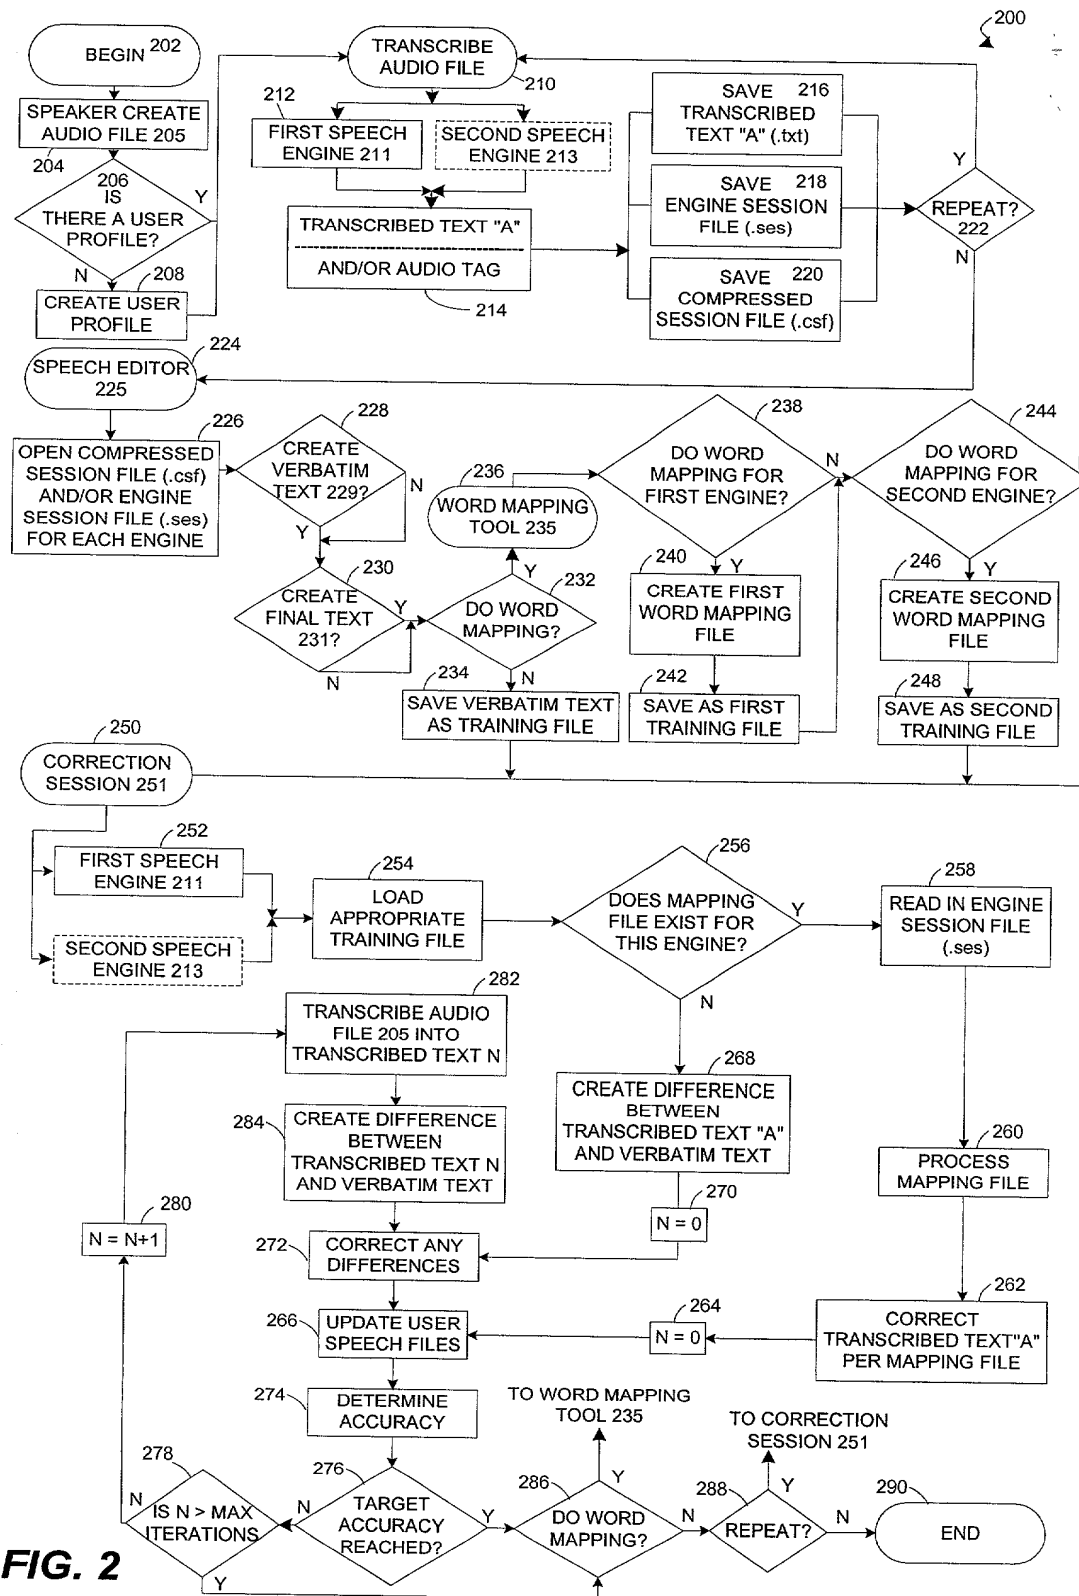 200
BEGIN 202
SPEAKER CREATE
AUDIO FILE 205
204
206
IS
THERE A USER
PROFILE?
Y
N
208
CREATE USER
PROFILE
TRANSCRIBE
AUDIO FILE
210
212
FIRST SPEECH
ENGINE 211
SECOND SPEECH
ENGINE 213
TRANSCRIBED TEXT "A"
AND/OR AUDIO TAG
214
SAVE 216
TRANSCRIBED
TEXT "A" (.txt)
SAVE 218
ENGINE SESSION
FILE (.ses)
SAVE 220
COMPRESSED
SESSION FILE (.csf)
Y
REPEAT?
222
N
224
SPEECH EDITOR
225
226
OPEN COMPRESSED
SESSION FILE (.csf)
AND/OR ENGINE
SESSION FILE (.ses)
FOR EACH ENGINE
228
CREATE
VERBATIM
TEXT 229?
N
Y
230
CREATE
FINAL TEXT
231?
Y
N
232
DO WORD
MAPPING?
Y
N
234
SAVE VERBATIM TEXT
AS TRAINING FILE
236
WORD MAPPING
TOOL 235
238
DO WORD
MAPPING FOR
FIRST ENGINE?
N
Y
240
CREATE FIRST
WORD MAPPING
FILE
242
SAVE AS FIRST
TRAINING FILE
244
DO WORD
MAPPING FOR
SECOND ENGINE?
Y
246
CREATE SECOND
WORD MAPPING
FILE
248
SAVE AS SECOND
TRAINING FILE
250
CORRECTION
SESSION 251
252
FIRST SPEECH
ENGINE 211
SECOND SPEECH
ENGINE 213
254
LOAD
APPROPRIATE
TRAINING FILE
256
DOES MAPPING
FILE EXIST FOR
THIS ENGINE?
Y
N
258
READ IN ENGINE
SESSION FILE
(.ses)
260
PROCESS
MAPPING FILE
262
CORRECT
TRANSCRIBED TEXT"A"
PER MAPPING FILE
264
N = 0
268
CREATE DIFFERENCE
BETWEEN
TRANSCRIBED TEXT "A"
AND VERBATIM TEXT
270
N = 0
282
TRANSCRIBE AUDIO
FILE 205 INTO
TRANSCRIBED TEXT N
284
CREATE DIFFERENCE
BETWEEN
TRANSCRIBED TEXT N
AND VERBATIM TEXT
280
N = N+1
272
CORRECT ANY
DIFFERENCES
266
UPDATE USER
SPEECH FILES
274
DETERMINE
ACCURACY
276
TARGET
ACCURACY
REACHED?
N
Y
278
IS N > MAX
ITERATIONS
N
Y
TO WORD MAPPING
TOOL 235
286
DO WORD
MAPPING?
Y
N
TO CORRECTION
SESSION 251
288
REPEAT?
Y
N
290
END
FIG. 2